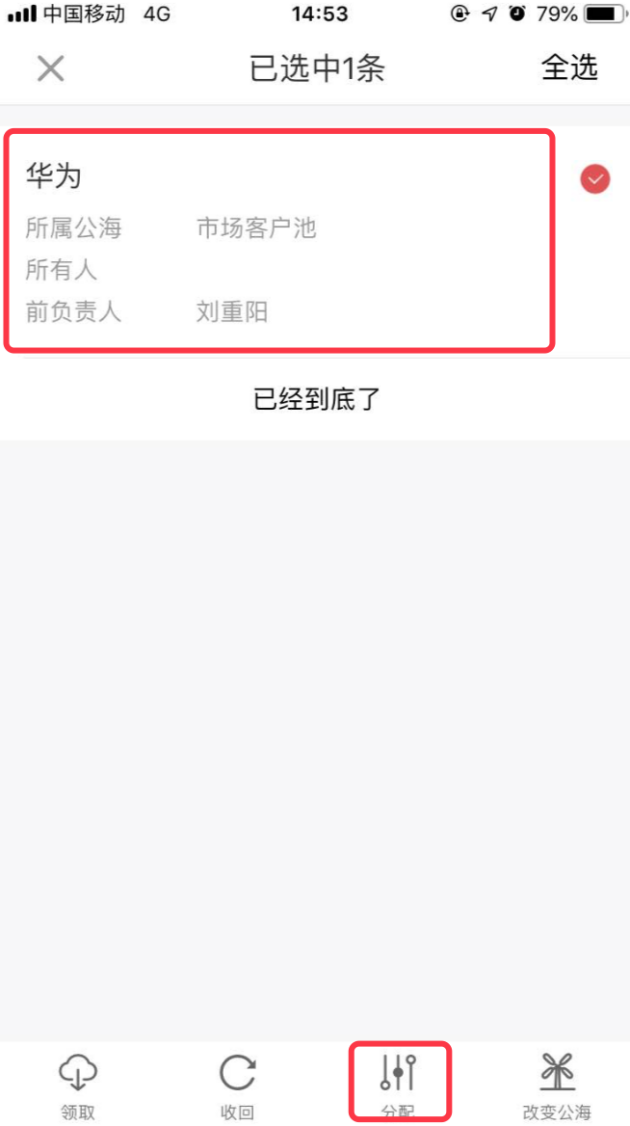 中国移动 4G 14:53 79%
已选中1条 全选
华为
所属公海 市场客户池
所有人
前负责人 刘重阳
已经到底了
领取 收回 分配 改变公海